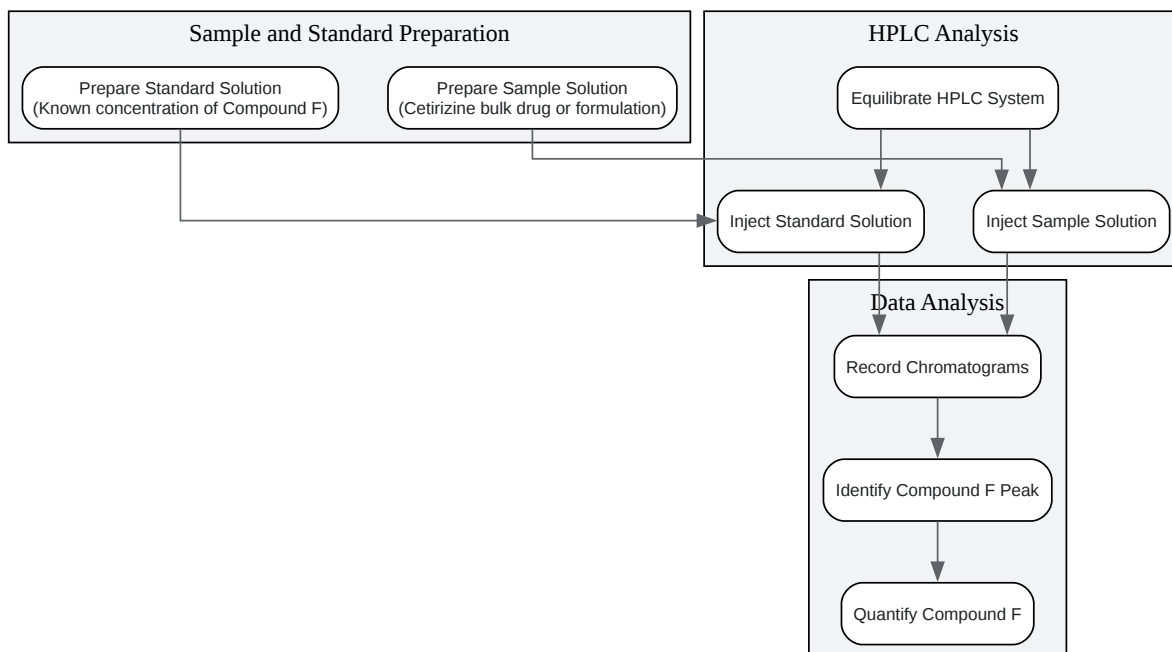 Sample and Standard Preparation
Prepare Standard Solution
(Known concentration of Compound F)
Prepare Sample Solution
(Cetirizine bulk drug or formulation)
HPLC Analysis
Equilibrate HPLC System
Inject Standard Solution
Inject Sample Solution
Data Analysis
Record Chromatograms
Identify Compound F Peak
Quantify Compound F